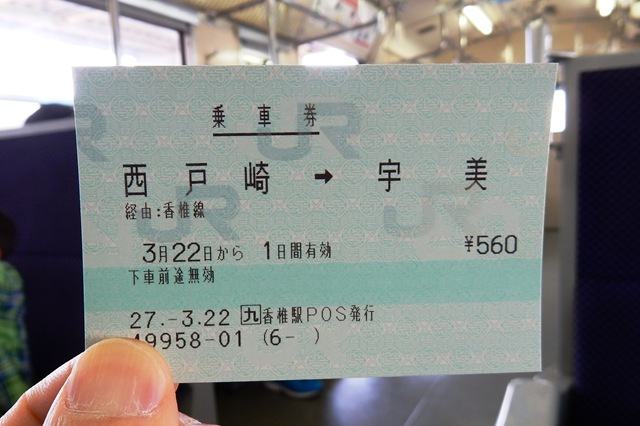 乗車券
西戸崎 → 宇美
経由:香椎線
3月22日から 1日間有効 ¥560
下車前途無効
27.-3.22 九香椎駅POS発行
49958-01 (6- )